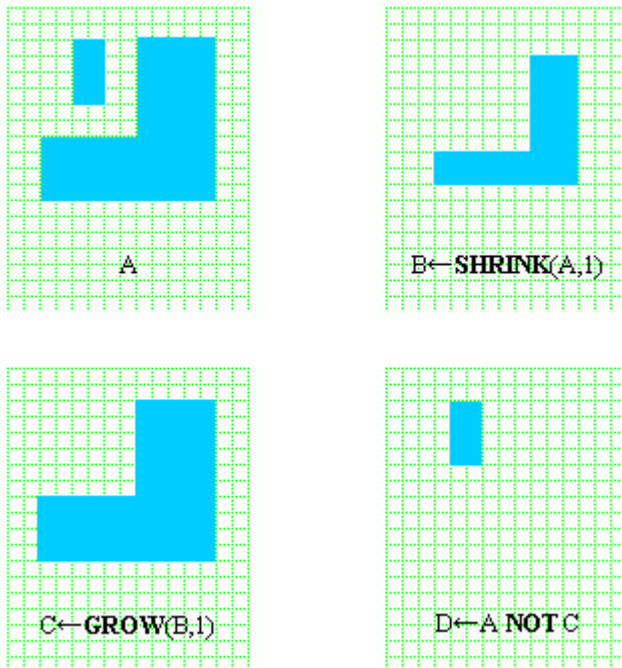 A
B←SHRINK(A,1)
C←GROW(B,1)
D←A NOT C